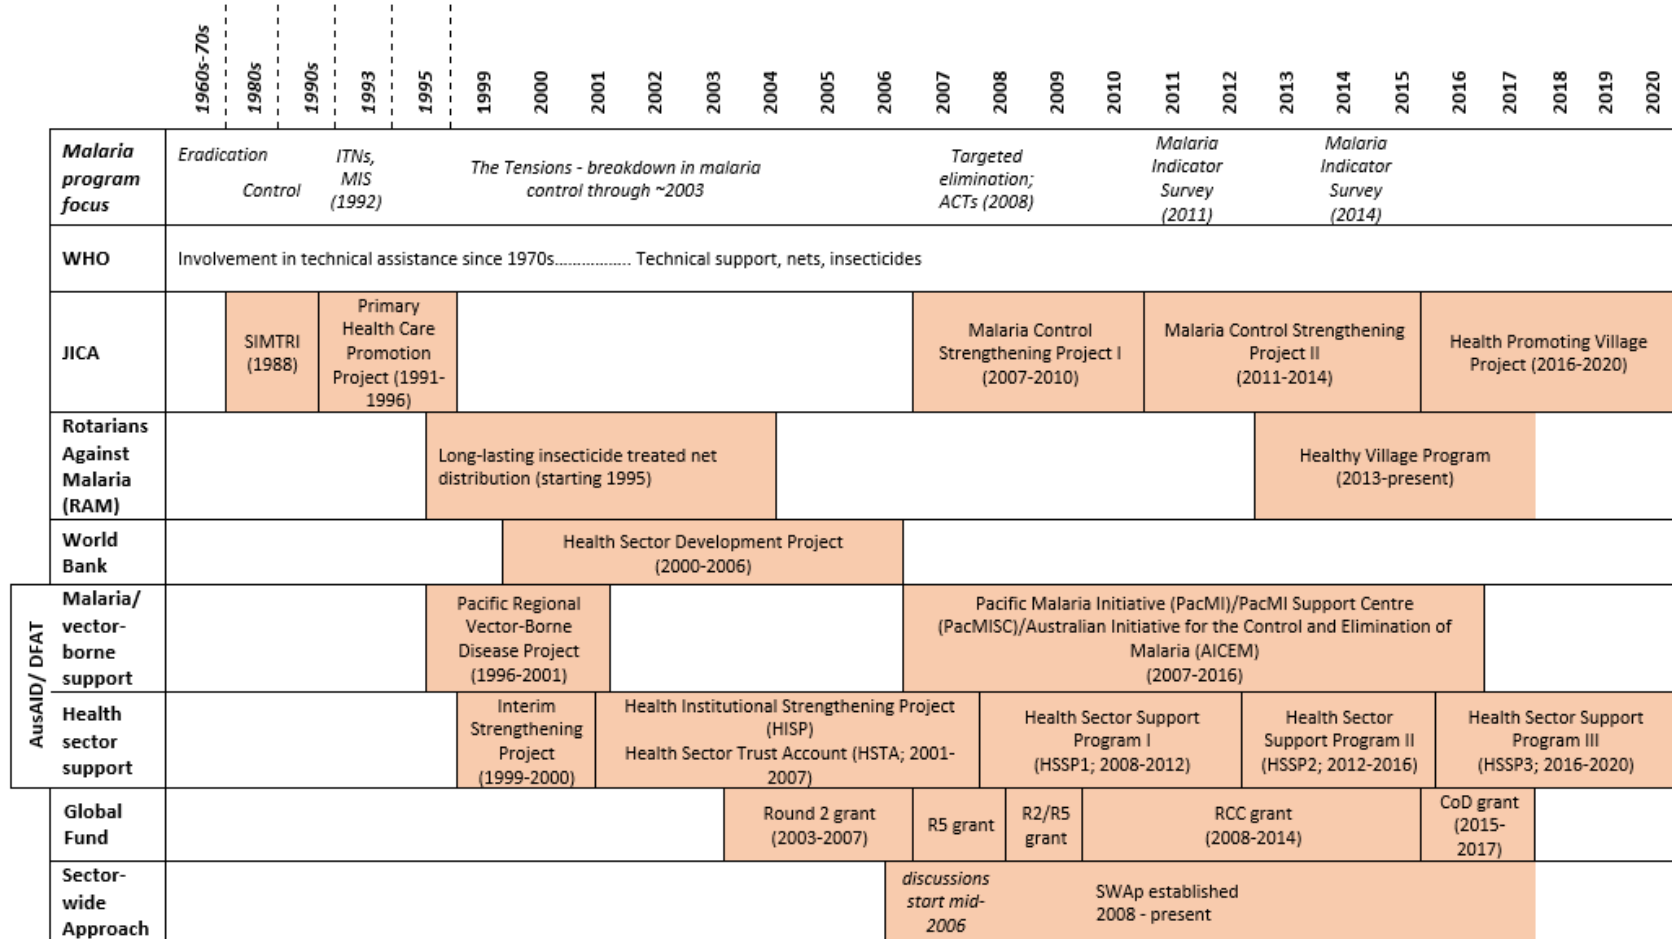 1960s-70s
1980s
1990s
1993
1995
1999
2000
2001
2002
2003
2004
2005
2006
2007
2008
2009
2010
2011
2012
2013
2014
2015
2016
2017
2018
2019
2020
Malaria
program
focus
Eradication
Control
ITNs,
MIS
(1992)
The Tensions - breakdown in malaria
control through ~2003
Targeted
elimination;
ACTs (2008)
Malaria
Indicator
Survey
(2011)
Malaria
Indicator
Survey
(2014)
WHO
Involvement in technical assistance since 1970s................. Technical support, nets, insecticides
JICA
SIMTRI
(1988)
Primary
Health Care
Promotion
Project (1991-
1996)
Malaria Control
Strengthening Project I
(2007-2010)
Malaria Control Strengthening
Project II
(2011-2014)
Health Promoting Village
Project (2016-2020)
Rotarians
Against
Malaria
(RAM)
Long-lasting insecticide treated net
distribution (starting 1995)
Healthy Village Program
(2013-present)
World
Bank
Health Sector Development Project
(2000-2006)
AusAID/ DFAT
Malaria/
vector-
borne
support
Pacific Regional
Vector-Borne
Disease Project
(1996-2001)
Pacific Malaria Initiative (PacMI)/PacMI Support Centre
(PacMISC)/Australian Initiative for the Control and Elimination of
Malaria (AICEM)
(2007-2016)
Health
sector
support
Interim
Strengthening
Project
(1999-2000)
Health Institutional Strengthening Project
(HISP)
Health Sector Trust Account (HSTA; 2001-
2007)
Health Sector Support
Program I
(HSSP1; 2008-2012)
Health Sector
Support Program II
(HSSP2; 2012-2016)
Health Sector Support
Program III
(HSSP3; 2016-2020)
Global
Fund
Round 2 grant
(2003-2007)
R5 grant
R2/R5
grant
RCC grant
(2008-2014)
CoD grant
(2015-
2017)
Sector-
wide
Approach
discussions
start mid-
2006
SWAp established
2008 - present